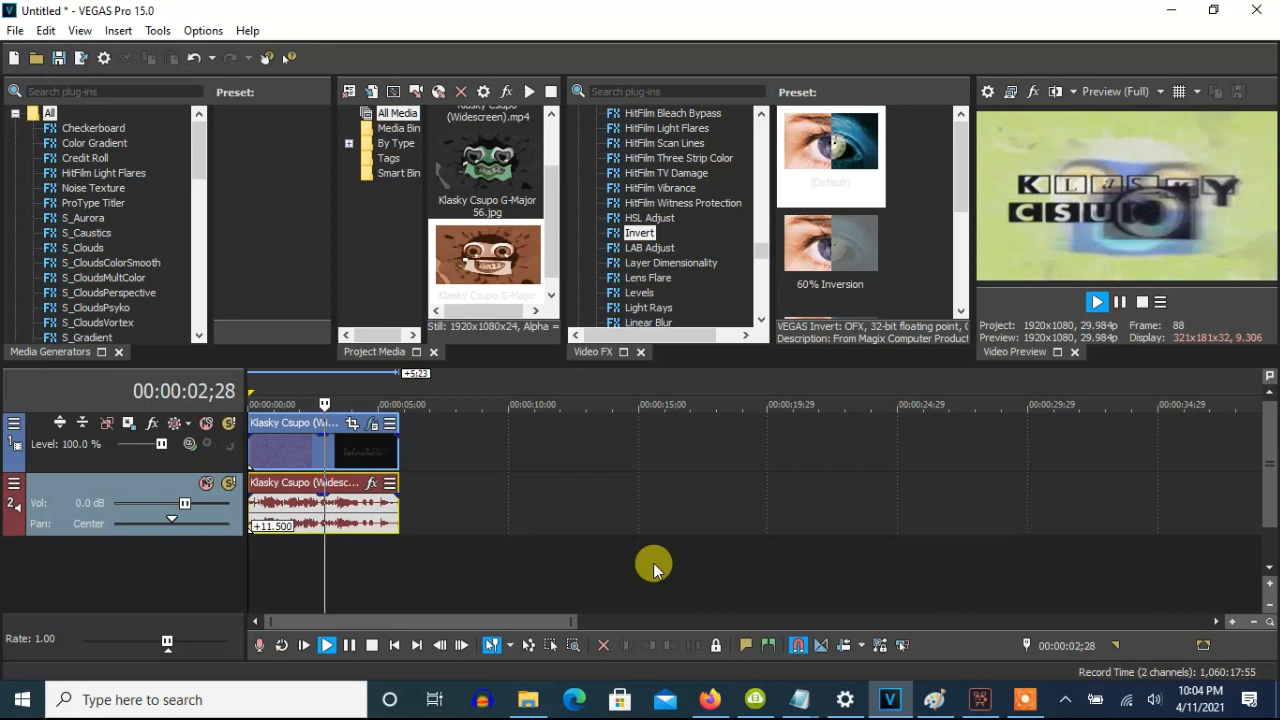 Untitled * - VEGAS Pro 15.0
File Edit View Insert Tools Options Help
Search plug-ins
Preset:
All
Checkerboard
Color Gradient
Credit Roll
HitFilm Light Flares
Noise Texture
ProType Titler
S_Aurora
S_Caustics
S_Clouds
S_CloudsColorSmooth
S_CloudsMultColor
S_CloudsPerspective
S_CloudsPsyko
S_CloudsVortex
S_Gradient
Media Generators
All Media
Media Bin
By Type
Tags
Smart Bin
Klasky Csupo
(Widescreen).mp4
Klasky Csupo G-Major
56.jpg
Klasky Csupo G-Major
Still: 1920x1080x24, Alpha =
Project Media
Search plug-ins
Preset:
HitFilm Bleach Bypass
HitFilm Light Flares
HitFilm Scan Lines
HitFilm Three Strip Color
HitFilm TV Damage
HitFilm Vibrance
HitFilm Witness Protection
HSL Adjust
Invert
LAB Adjust
Layer Dimensionality
Lens Flare
Levels
Light Rays
Linear Blur
(Default)
60% Inversion
VEGAS Invert: OFX, 32-bit floating point,
Description: From Magix Computer Product
Video FX
Preview (Full)
KLASKY
CSUPO
Project: 1920x1080, 29.984p
Frame: 88
Preview: 1920x1080, 29.984p
Display: 321x181x32, 9.306
Video Preview
00:00:02;28
+5;23
00:00:00;00 00:00:05;00 00:00:10;00 00:00:15;00 00:00:19;29 00:00:24;29 00:00:29;29 00:00:34;29
1
Level: 100.0 %
Klasky Csupo (Wi...
2
Vol: 0.0 dB
Pan: Center
Klasky Csupo (Widesc...
+11.500
Rate: 1.00
00:00:02;28
Record Time (2 channels): 1,060:17:55
Type here to search
10:04 PM
4/11/2021